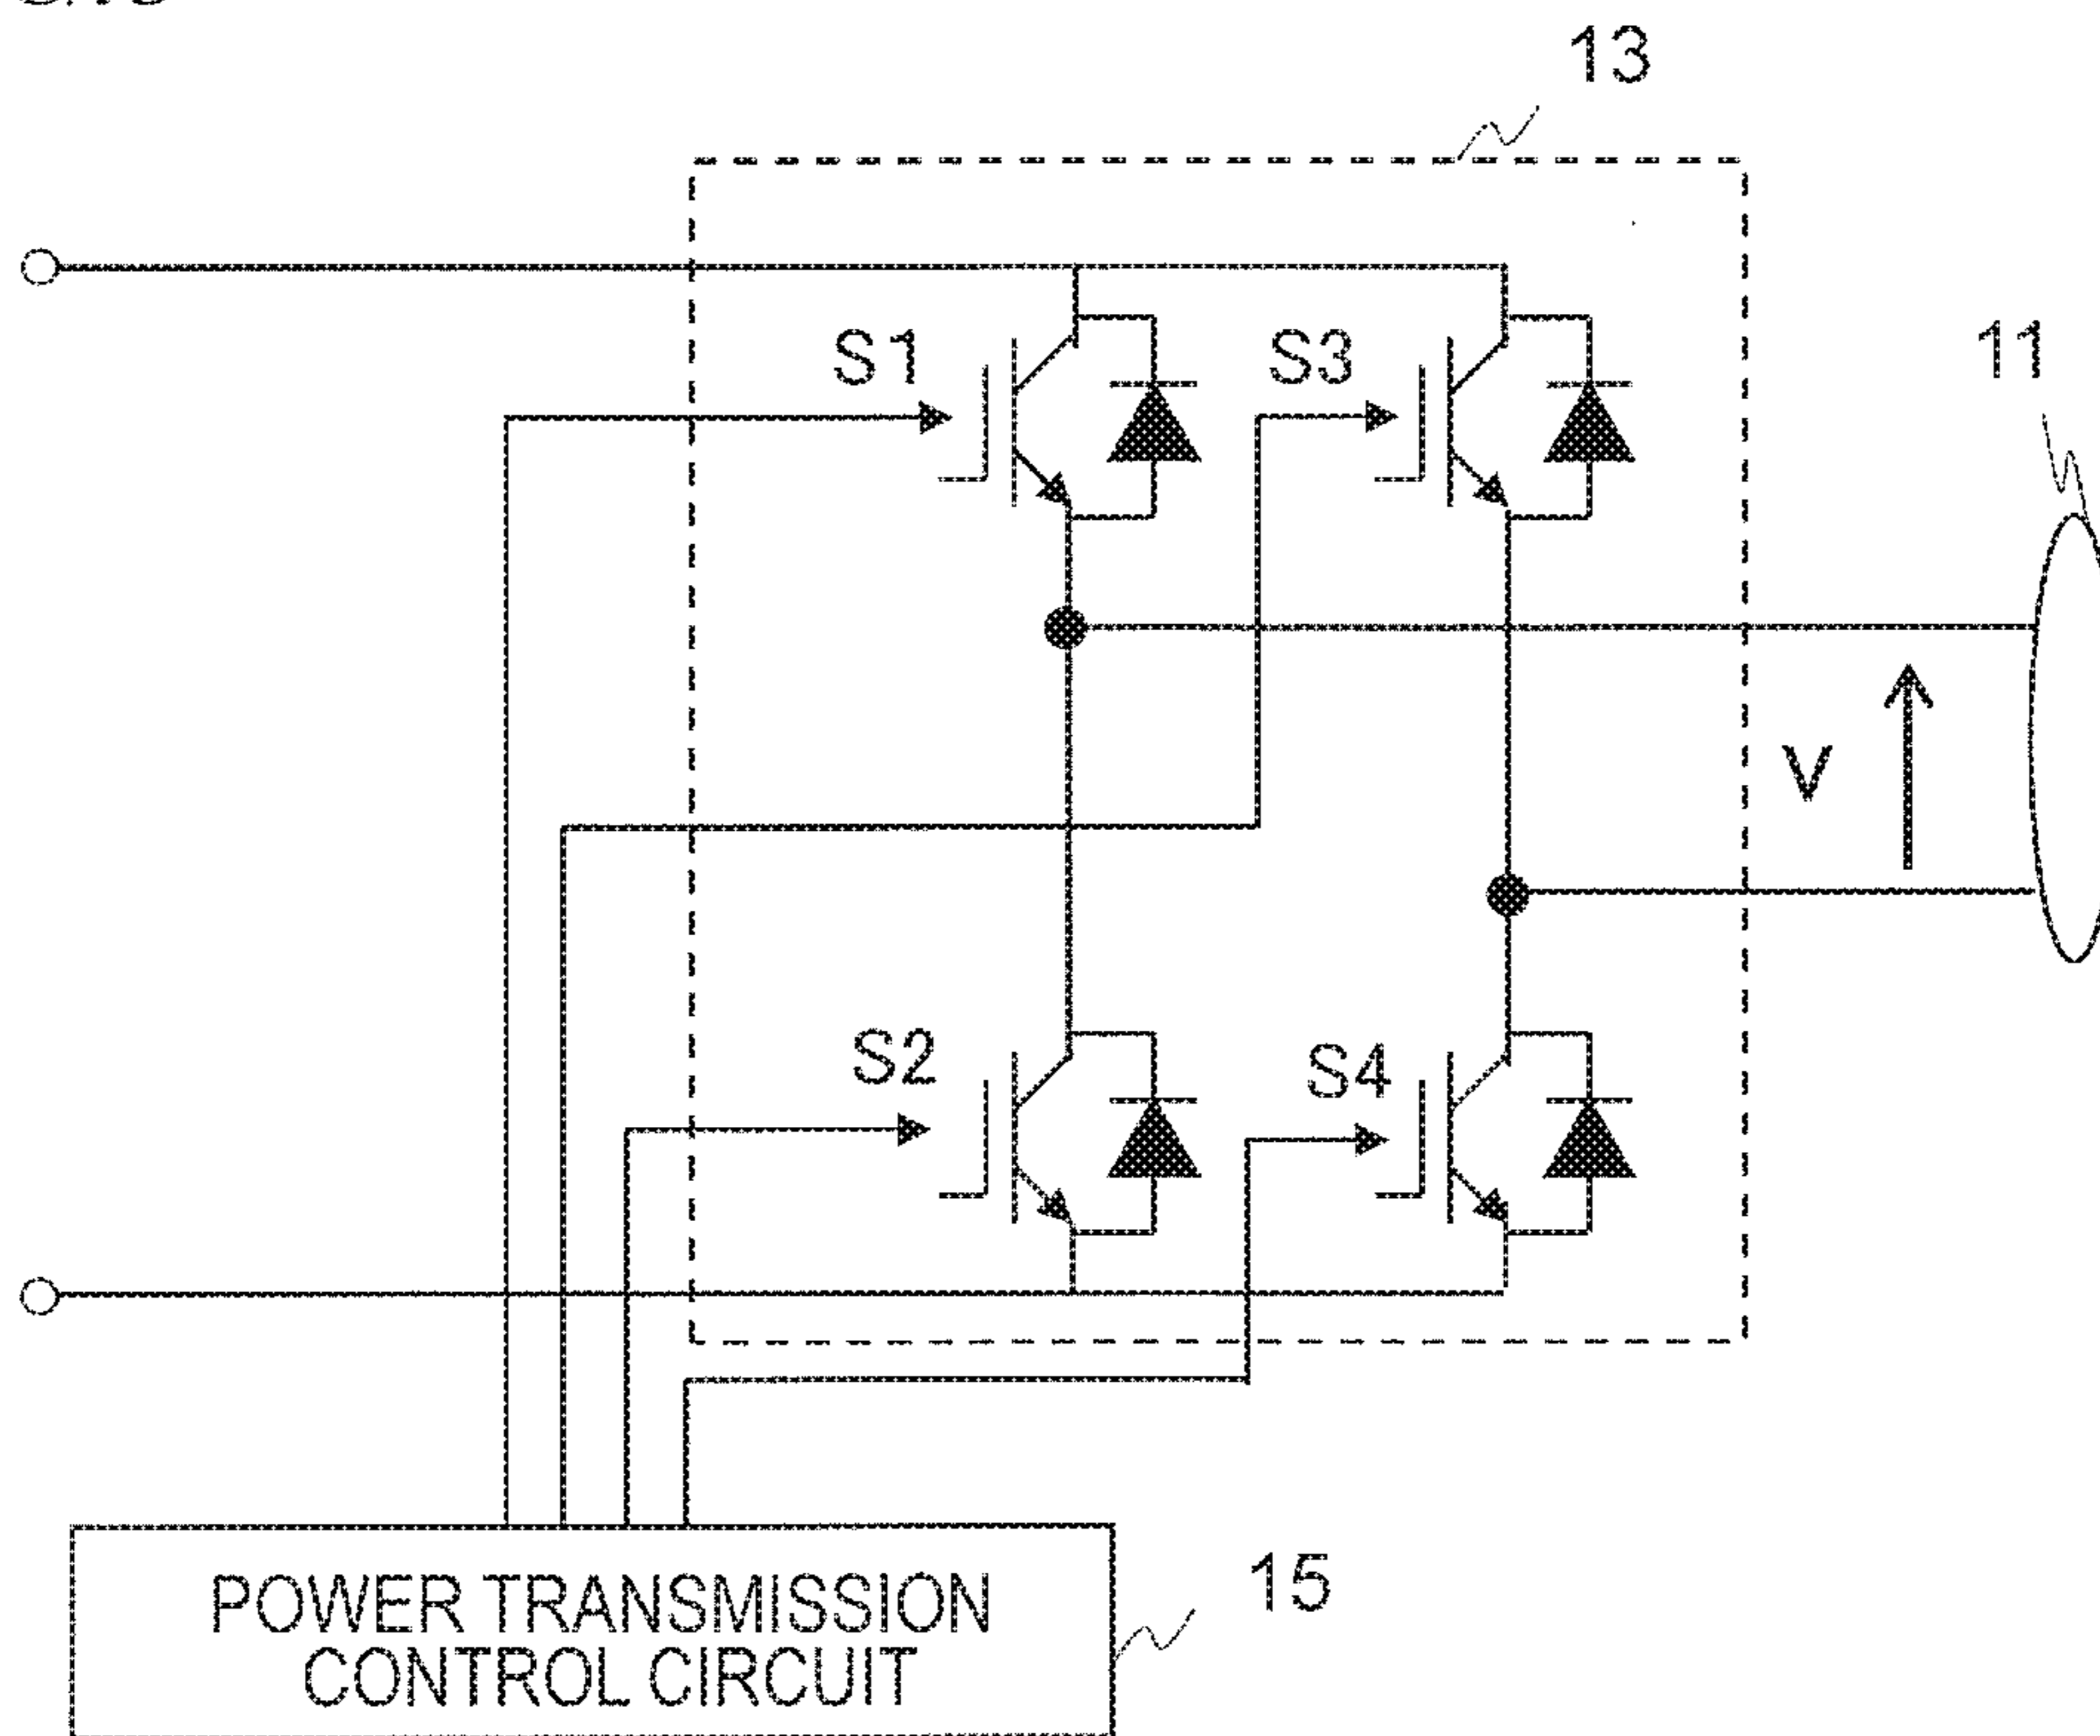 13
S1
S3
11
V
S2
S4
POWER TRANSMISSION
CONTROL CIRCUIT
15